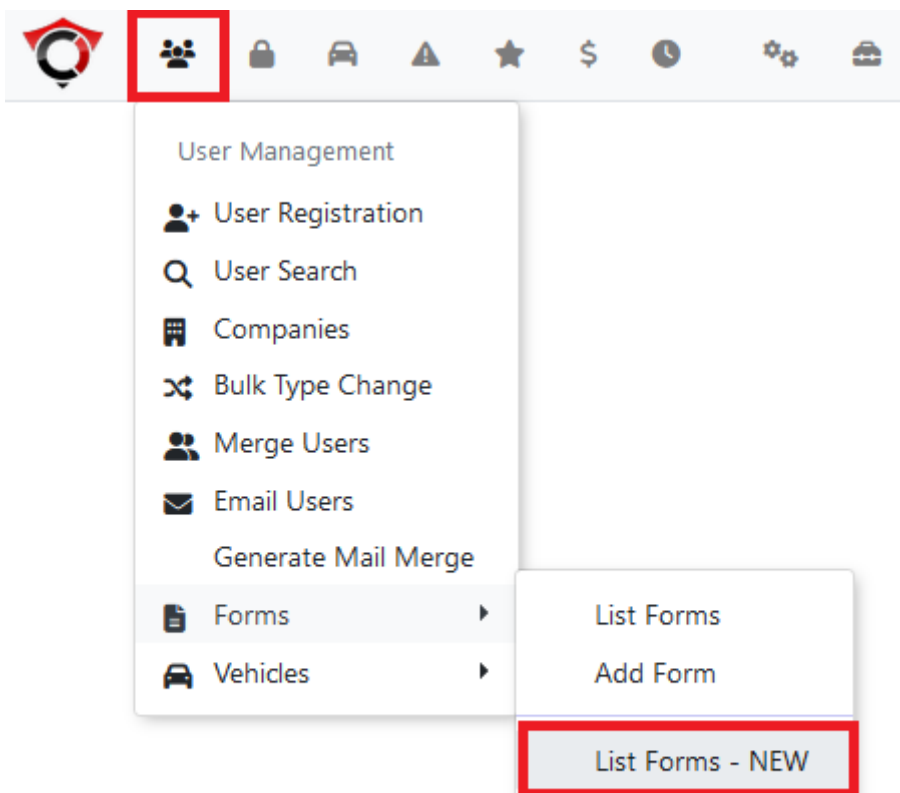 User Management
User Registration
User Search
Companies
Bulk Type Change
Merge Users
Email Users
Generate Mail Merge
Forms
Vehicles
List Forms
Add Form
List Forms - NEW